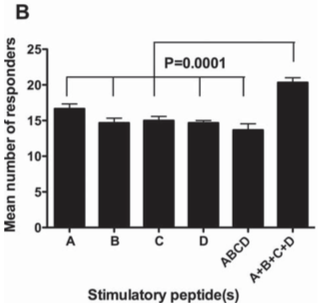 B
Mean number of responders
25
20
15
10
5
0
P=0.0001
A B C D ABCD A+B+C+D
Stimulatory peptide(s)